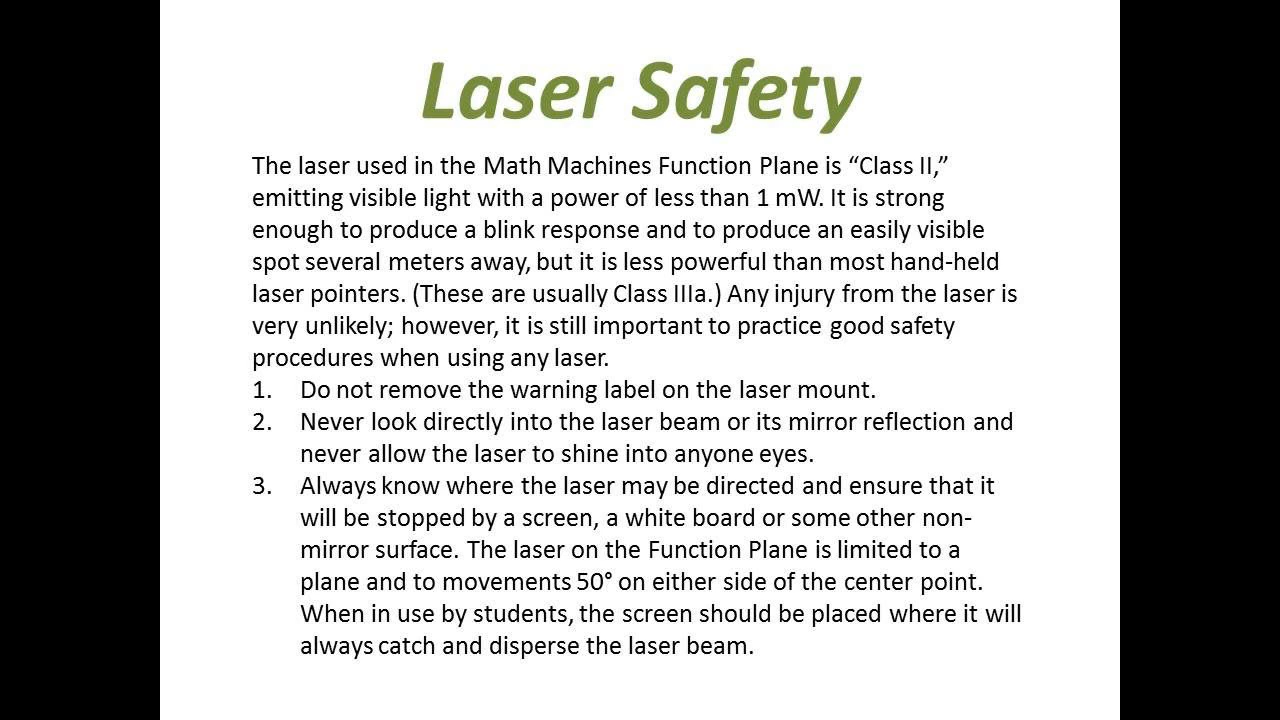 Laser Safety
The laser used in the Math Machines Function Plane is “Class II,”
emitting visible light with a power of less than 1 mW. It is strong
enough to produce a blink response and to produce an easily visible
spot several meters away, but it is less powerful than most hand-held
laser pointers. (These are usually Class IIIa.) Any injury from the laser is
very unlikely; however, it is still important to practice good safety
procedures when using any laser.
1. Do not remove the warning label on the laser mount.
2. Never look directly into the laser beam or its mirror reflection and
never allow the laser to shine into anyone eyes.
3. Always know where the laser may be directed and ensure that it
will be stopped by a screen, a white board or some other non-
mirror surface. The laser on the Function Plane is limited to a
plane and to movements 50° on either side of the center point.
When in use by students, the screen should be placed where it will
always catch and disperse the laser beam.